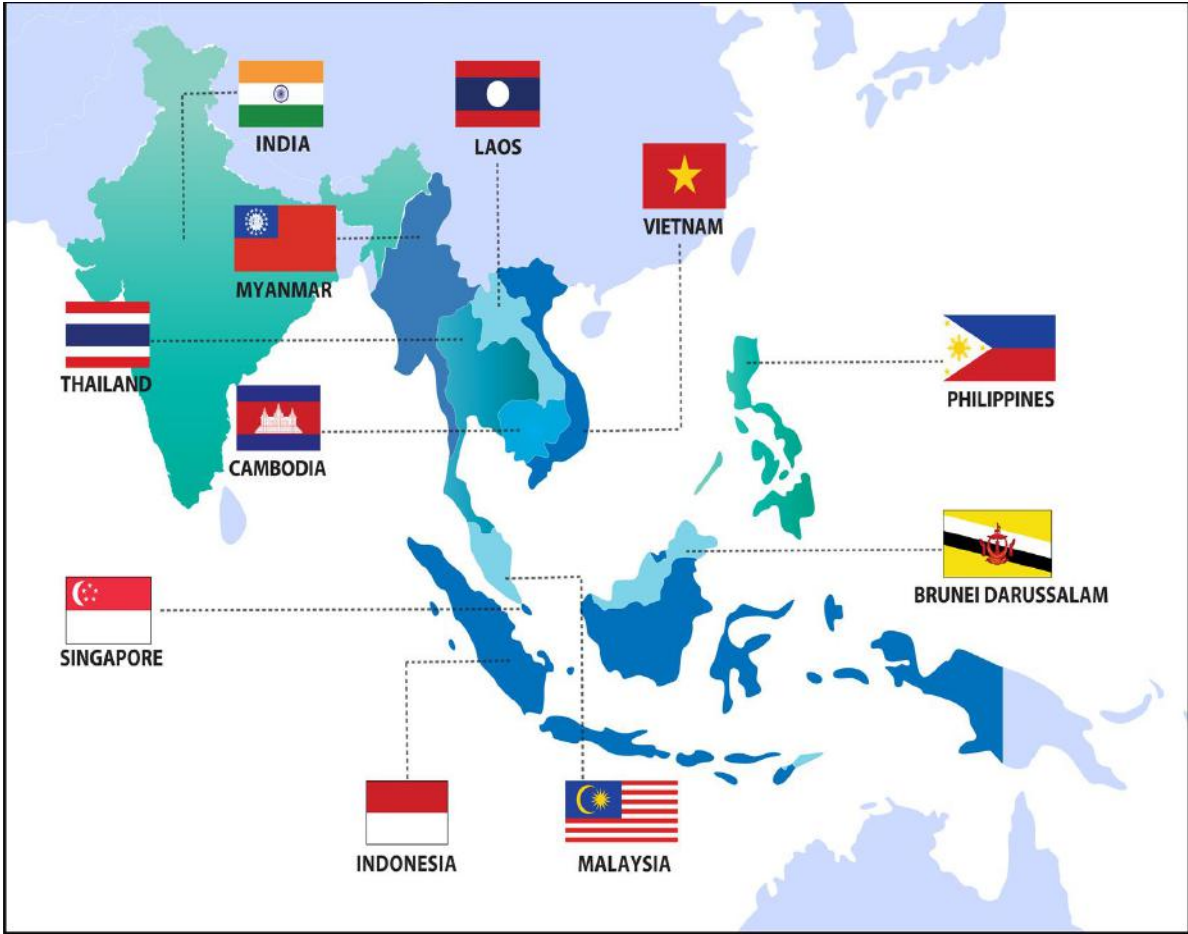 INDIA
LAOS
VIETNAM
MYANMAR
THAILAND
PHILIPPINES
CAMBODIA
BRUNEI DARUSSALAM
SINGAPORE
INDONESIA
MALAYSIA